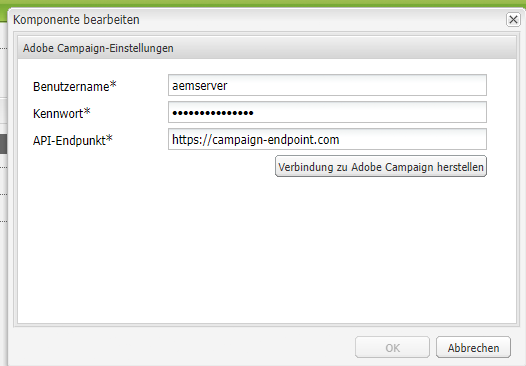 Komponente bearbeiten
Adobe Campaign-Einstellungen
Benutzername* aemserver
Kennwort* •••••••••••••••
API-Endpunkt* https://campaign-endpoint.com
Verbindung zu Adobe Campaign herstellen
OK Abbrechen